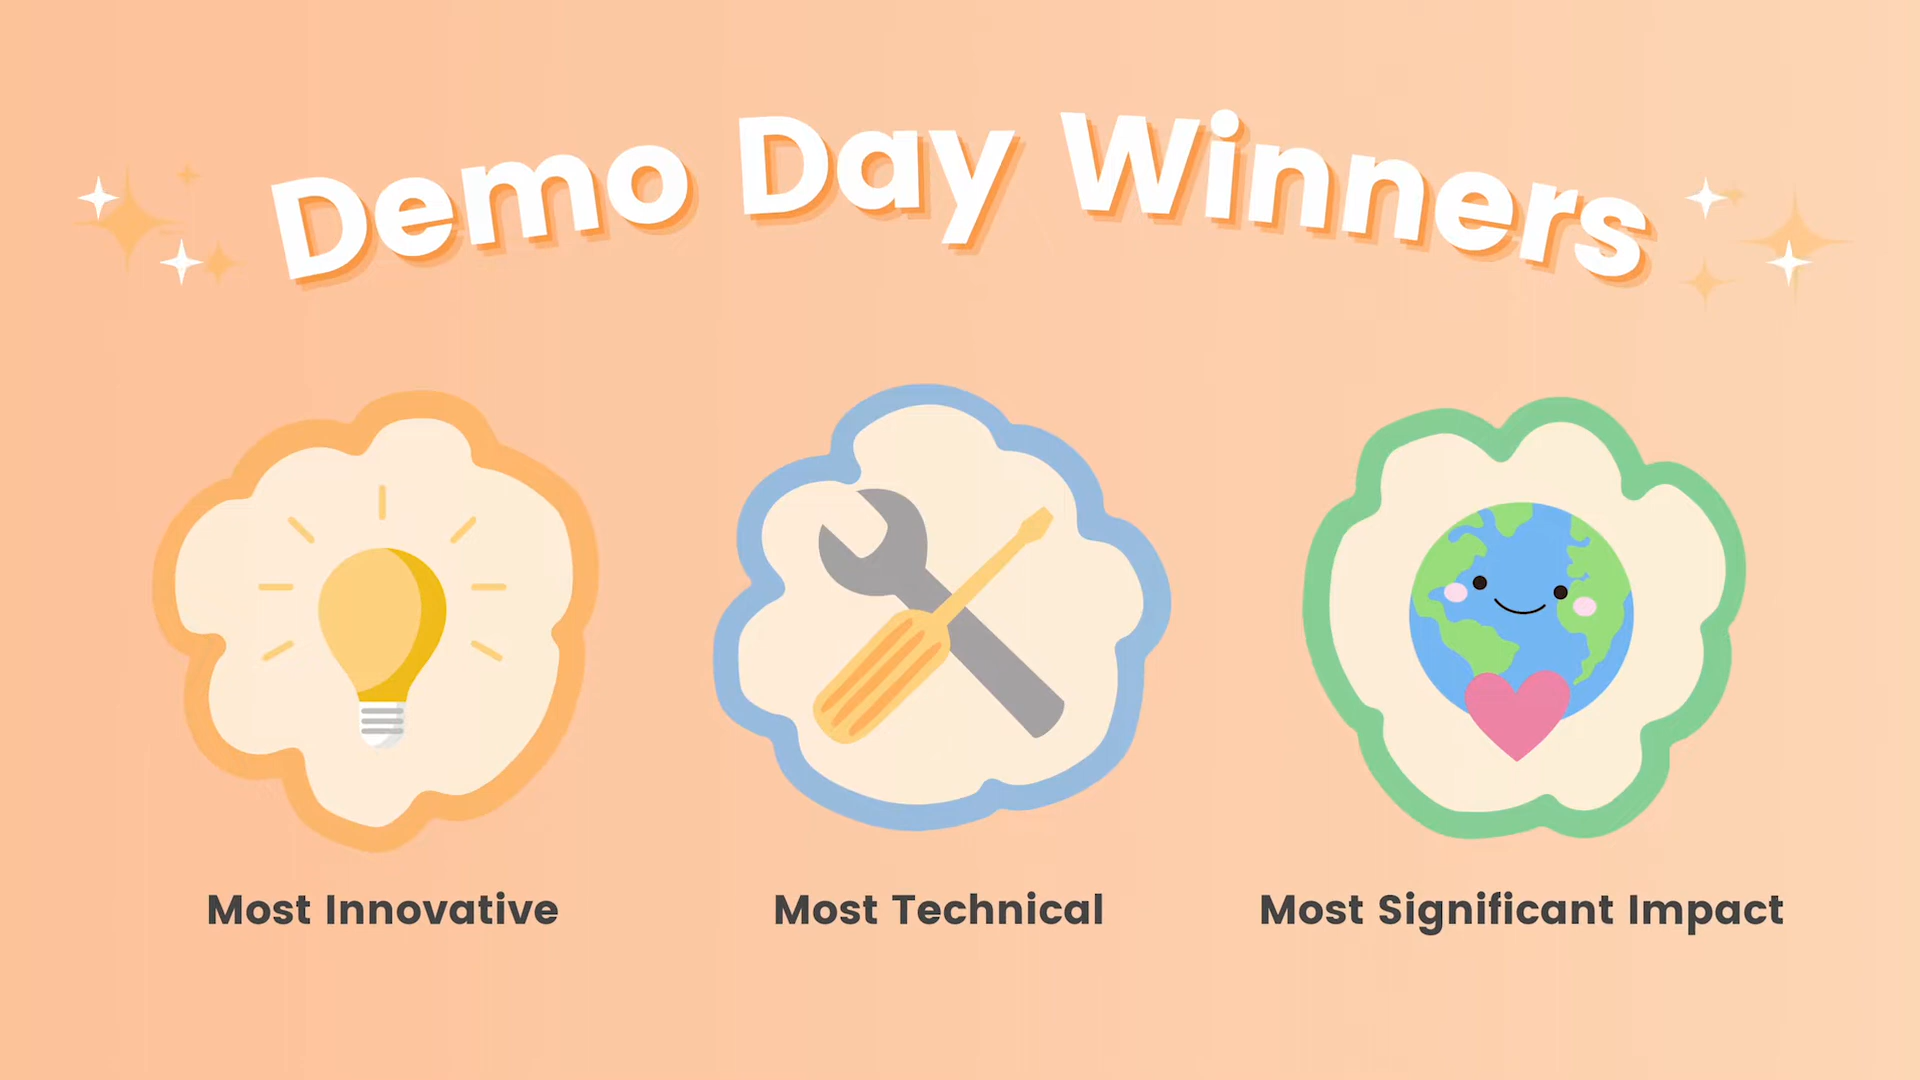 Demo Day Winners
Most Innovative
Most Technical
Most Significant Impact